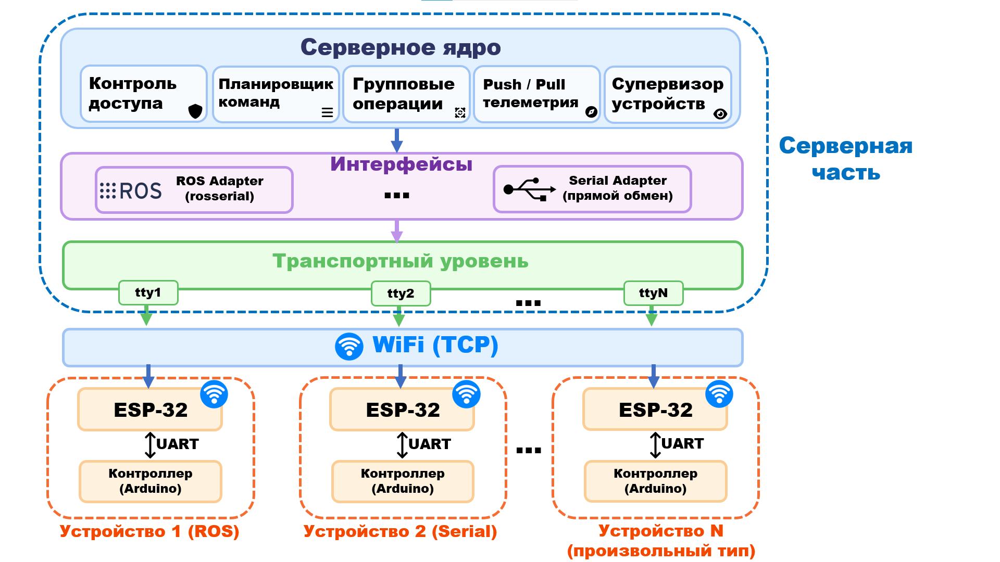 Серверное ядро
Контроль
доступа
Планировщик
команд
Групповые
операции
Push / Pull
телеметрия
Супервизор
устройств
Серверная
часть
Интерфейсы
ROS
ROS Adapter
(rosserial)
...
Serial Adapter
(прямой обмен)
Транспортный уровень
tty1
tty2
...
ttyN
WiFi (TCP)
ESP-32
UART
Контроллер
(Arduino)
Устройство 1 (ROS)
ESP-32
UART
Контроллер
(Arduino)
Устройство 2 (Serial)
...
ESP-32
UART
Контроллер
(Arduino)
Устройство N
(произвольный тип)